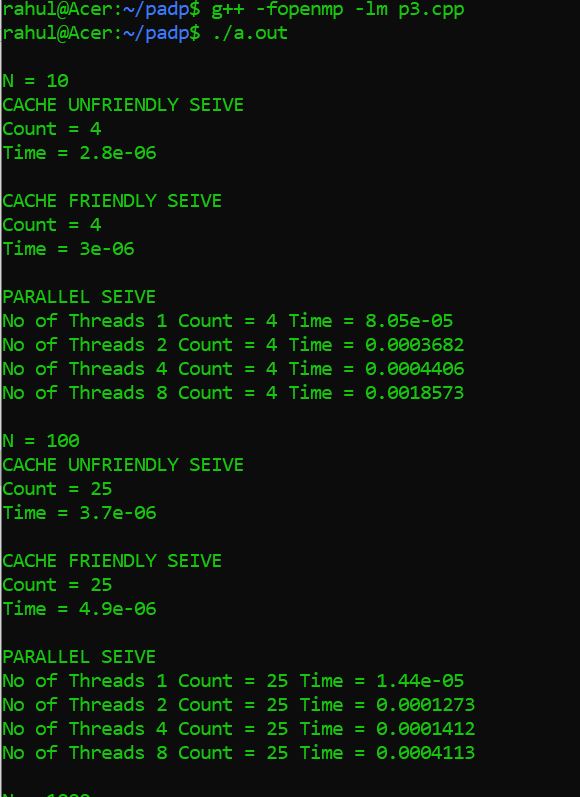 rahul@Acer:~/padp$ g++ -fopenmp -lm p3.cpp
rahul@Acer:~/padp$ ./a.out
N = 10
CACHE UNFRIENDLY SEIVE
Count = 4
Time = 2.8e-06
CACHE FRIENDLY SEIVE
Count = 4
Time = 3e-06
PARALLEL SEIVE
No of Threads 1 Count = 4 Time = 8.05e-05
No of Threads 2 Count = 4 Time = 0.0003682
No of Threads 4 Count = 4 Time = 0.0004406
No of Threads 8 Count = 4 Time = 0.0018573
N = 100
CACHE UNFRIENDLY SEIVE
Count = 25
Time = 3.7e-06
CACHE FRIENDLY SEIVE
Count = 25
Time = 4.9e-06
PARALLEL SEIVE
No of Threads 1 Count = 25 Time = 1.44e-05
No of Threads 2 Count = 25 Time = 0.0001273
No of Threads 4 Count = 25 Time = 0.0001412
No of Threads 8 Count = 25 Time = 0.0004113
N = 1000